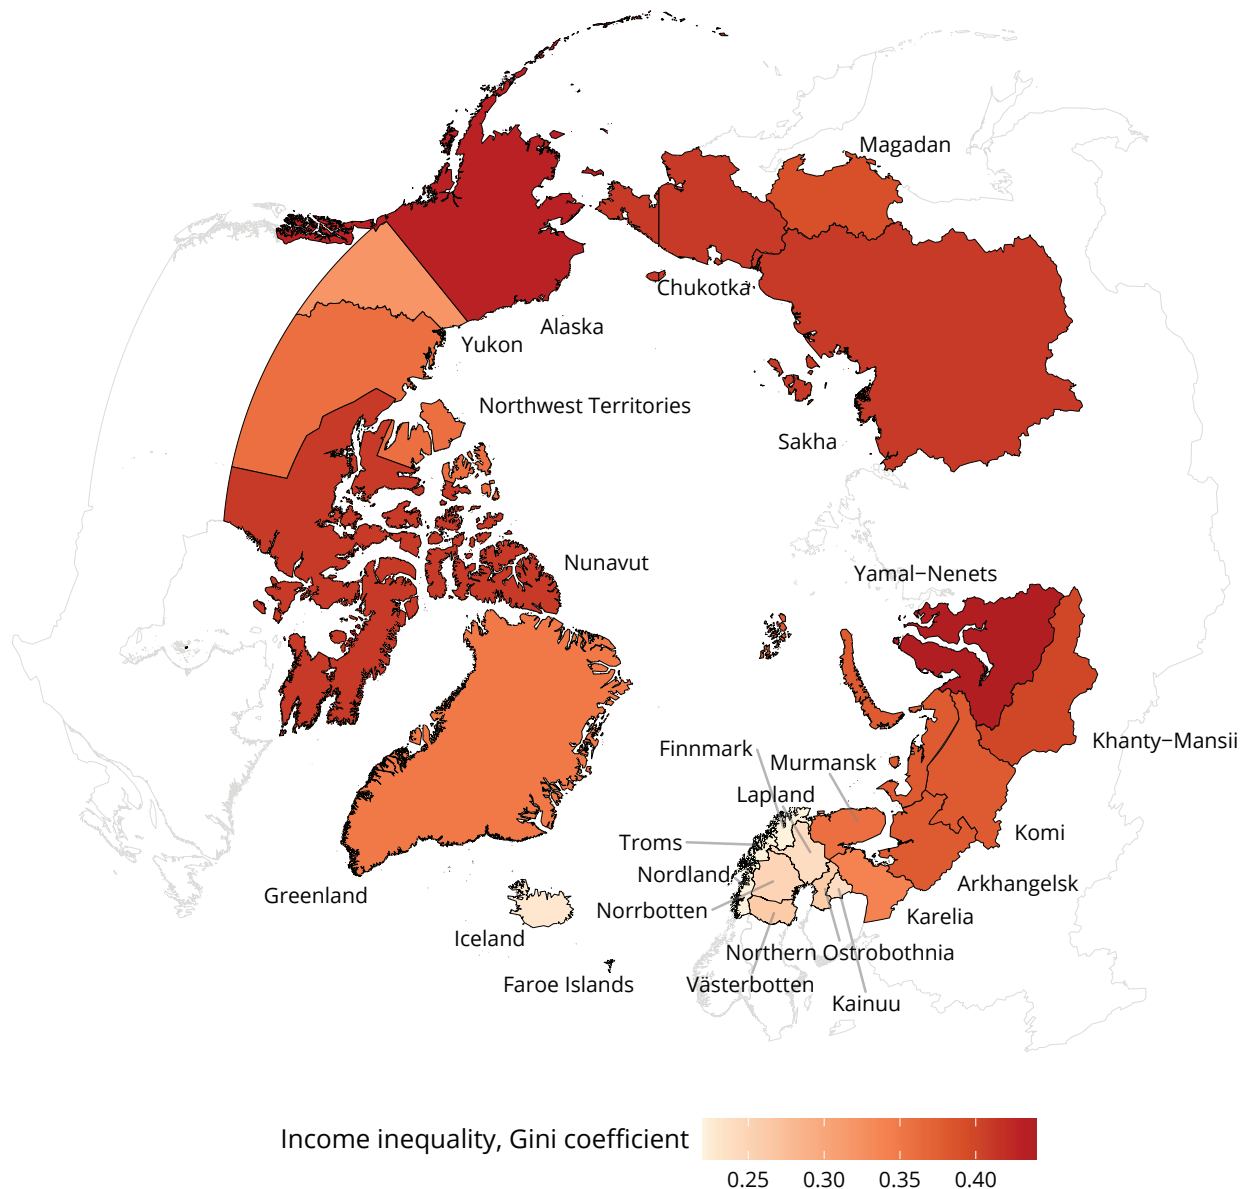 Magadan
Chukotka
Alaska
Yukon
Northwest Territories
Sakha
Nunavut
Yamal−Nenets
Khanty−Mansii
Finnmark
Murmansk
Lapland
Komi
Troms
Nordland
Arkhangelsk
Greenland
Norrbotten
Karelia
Iceland
Northern Ostrobothnia
Faroe Islands
Västerbotten
Kainuu
Income inequality, Gini coefficient
0.25 0.30 0.35 0.40